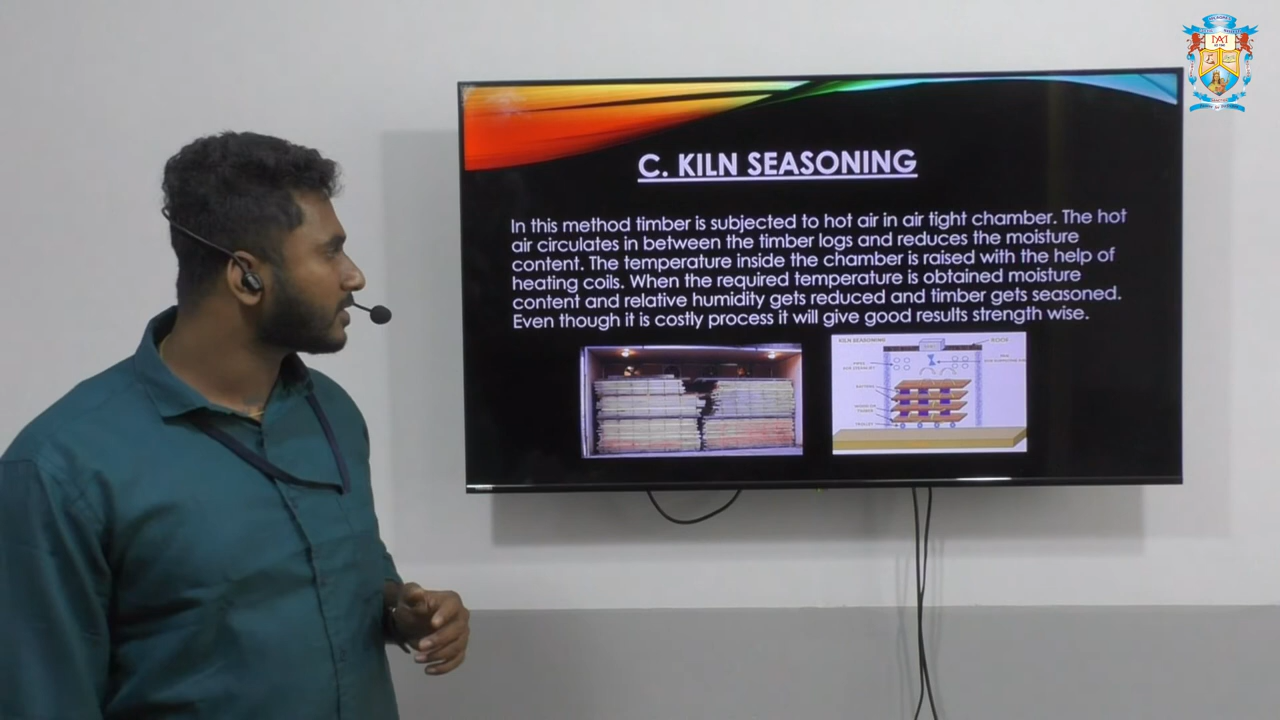 C. KILN SEASONING
In this method timber is subjected to hot air in air tight chamber. The hot
air circulates in between the timber logs and reduces the moisture
content. The temperature inside the chamber is raised with the help of
heating coils. When the required temperature is obtained moisture
content and relative humidity gets reduced and timber gets seasoned.
Even though it is costly process it will give good results strength wise.
KILN SEASONING